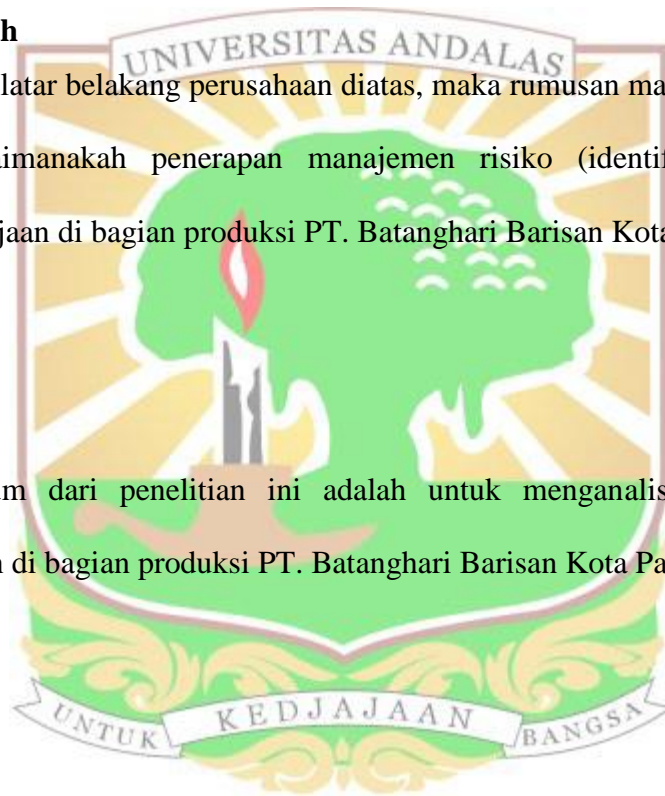 h
UNIVERSITAS ANDALAS
latar belakang perusahaan diatas, maka rumusan ma
imanakah penerapan manajemen risiko (identif
jaan di bagian produksi PT. Batanghari Barisan Kota
um dari penelitian ini adalah untuk menganalis
n di bagian produksi PT. Batanghari Barisan Kota Pa
UNTUK KEDJAJAAN BANGSA